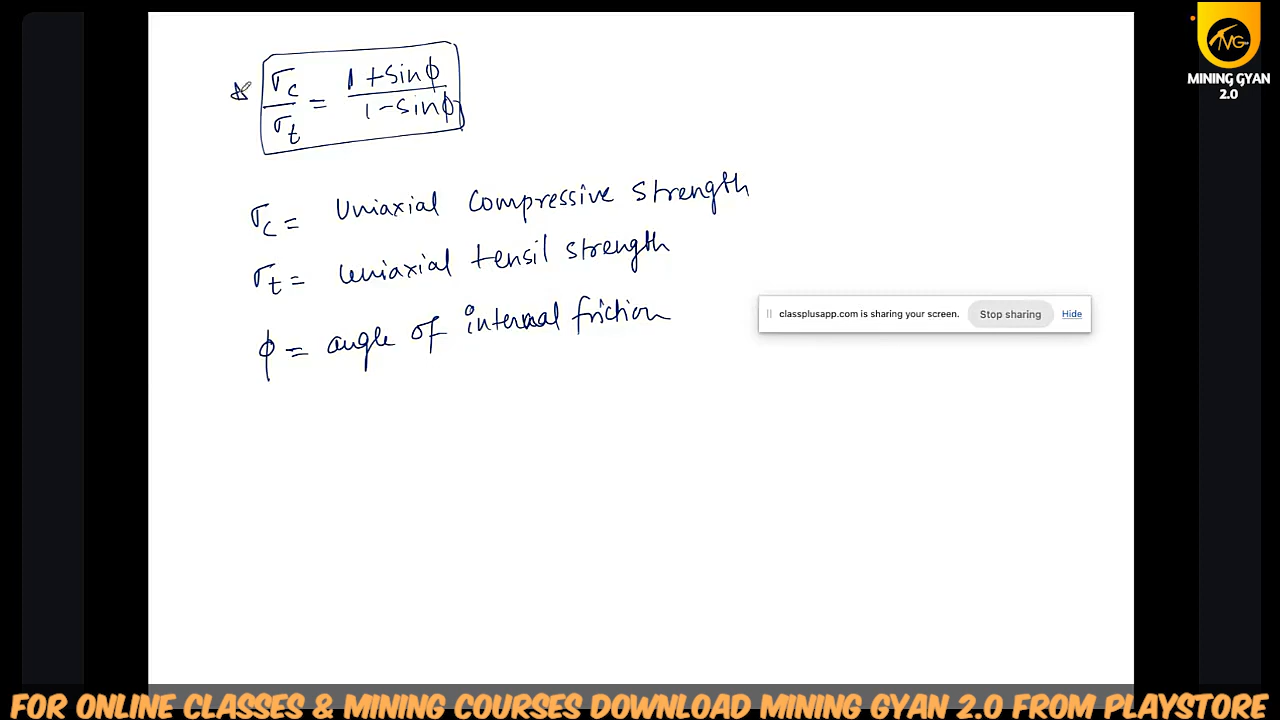 σc/σt = 1+sinϕ/1-sinϕ
σc = Uniaxial Compressive Strength
σt = Uniaxial tensil strength
ϕ = angle of internal friction
classplusapp.com is sharing your screen. Stop sharing Hide
MG
MINING GYAN
2.0
FOR ONLINE CLASSES & MINING COURSES DOWNLOAD MINING GYAN 2.0 FROM PLAYSTORE